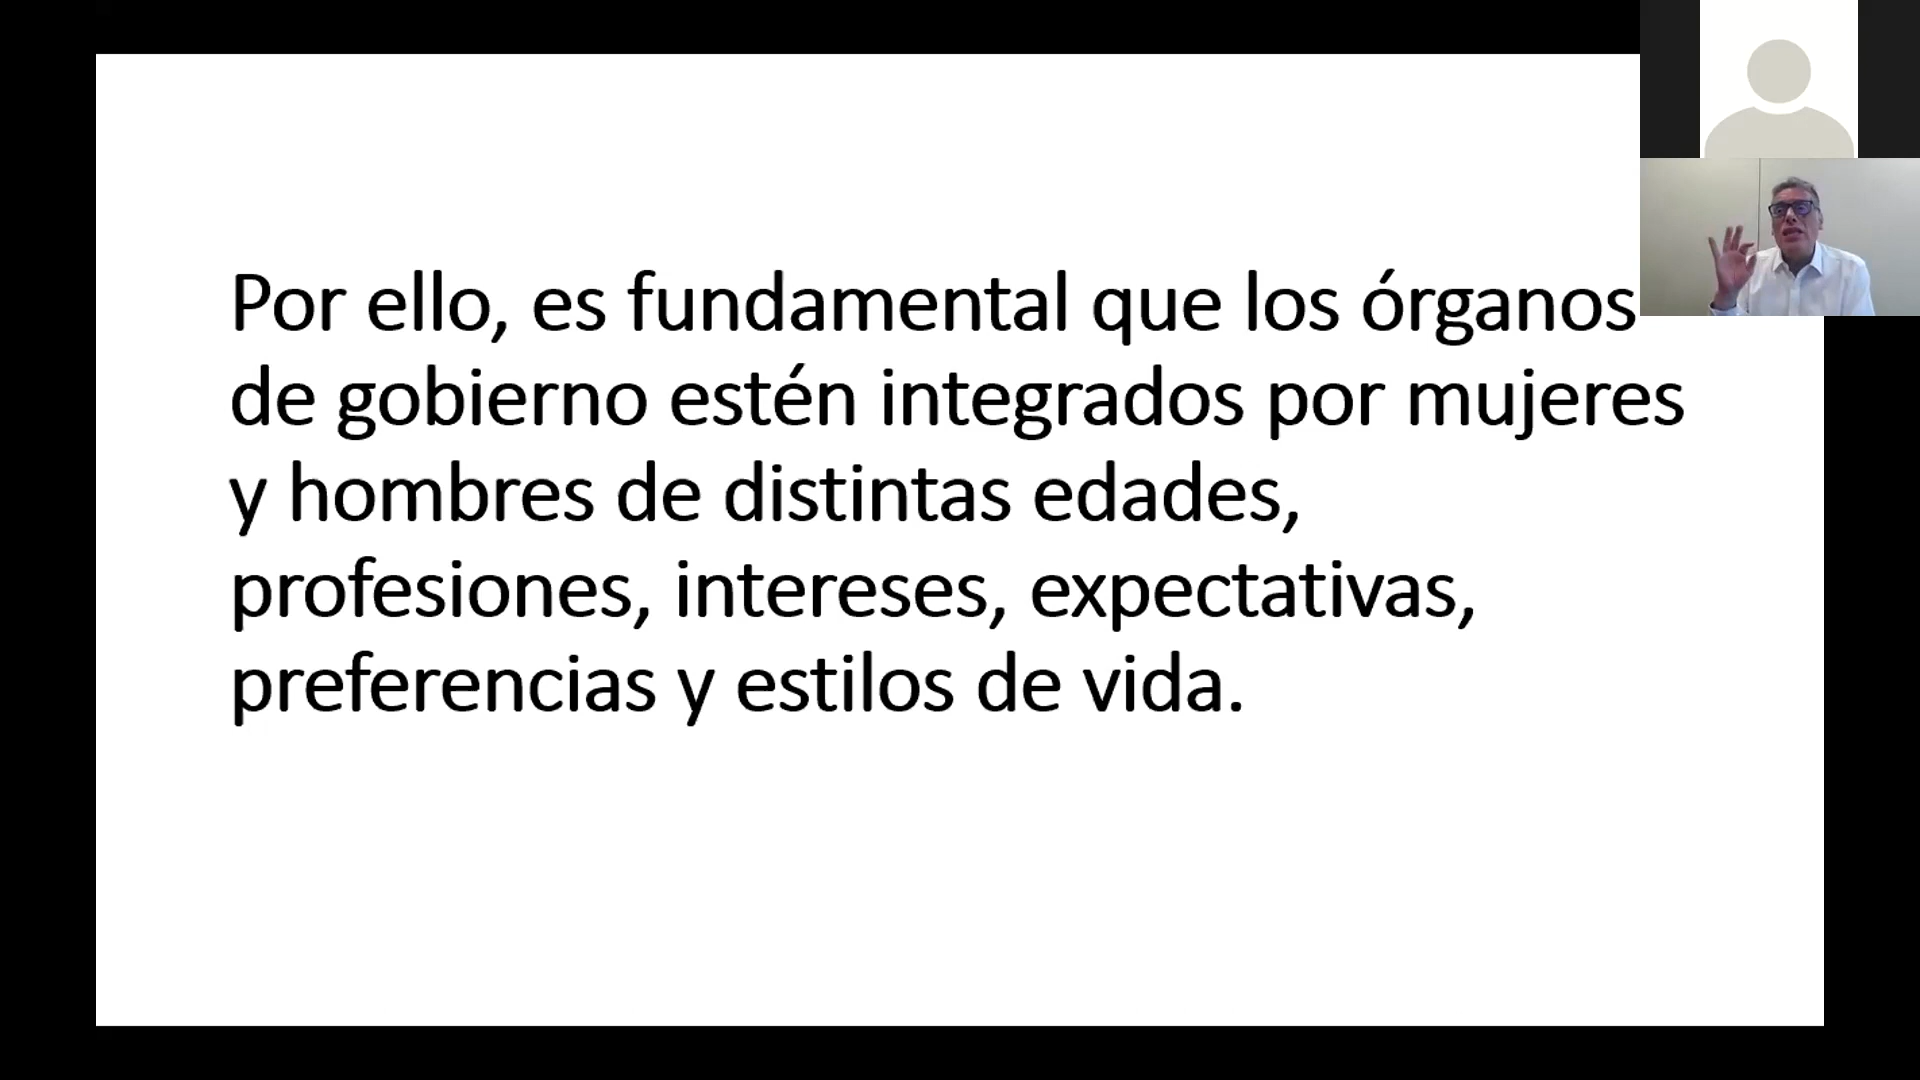 Por ello, es fundamental que los órganos
de gobierno estén integrados por mujeres
y hombres de distintas edades,
profesiones, intereses, expectativas,
preferencias y estilos de vida.